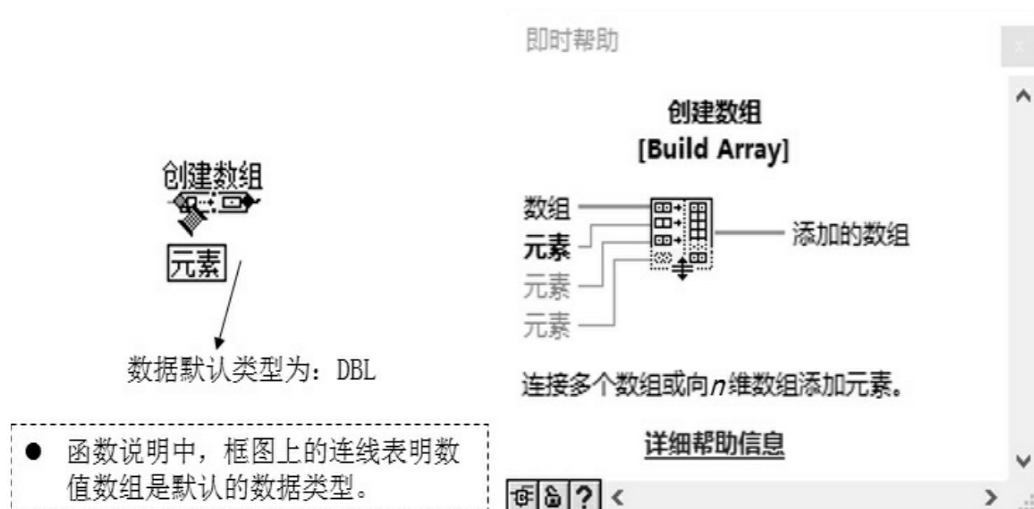 创建数组
元素
数据默认类型为：DBL
● 函数说明中，框图上的连线表明数
值数组是默认的数据类型。
即时帮助
创建数组
[Build Array]
数组
元素
元素
元素
添加的数组
连接多个数组或向n维数组添加元素。
详细帮助信息
?